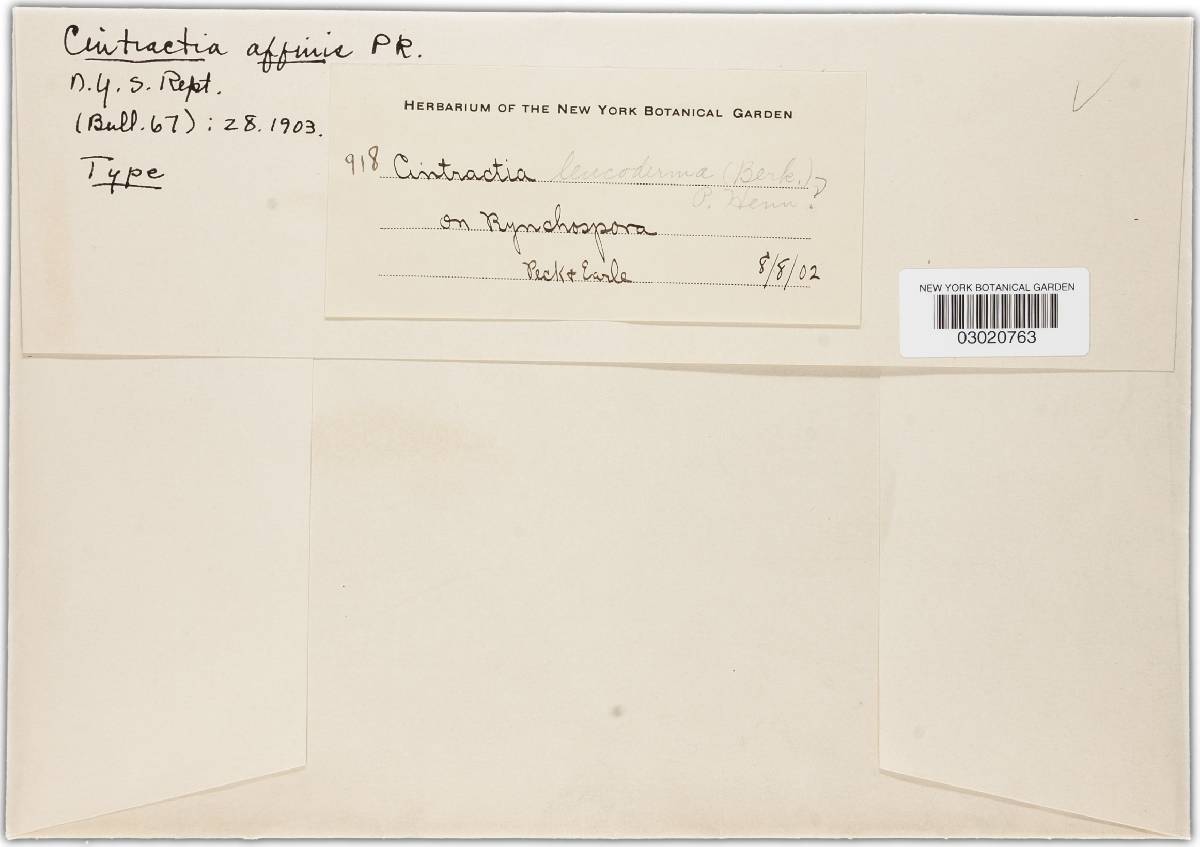 Cintractia affinis PK.
N.Y.S. Rept.
(Bull. 67) : 28. 1903.
Type
HERBARIUM OF THE NEW YORK BOTANICAL GARDEN
918 Cintractia leucoderma (Berk.)
P. Henn. ?
on Rynchospora
Peck & Earle 8/8/02
NEW YORK BOTANICAL GARDEN
03020763